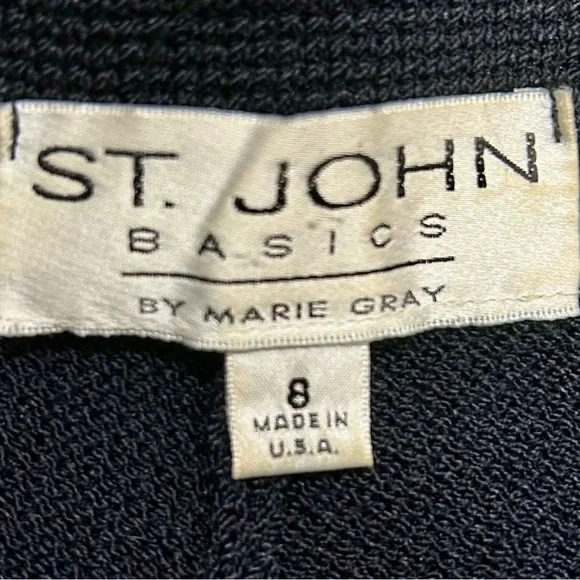 ST. JOHN
BASICS
BY MARIE GRAY
8
MADE IN
U.S.A.